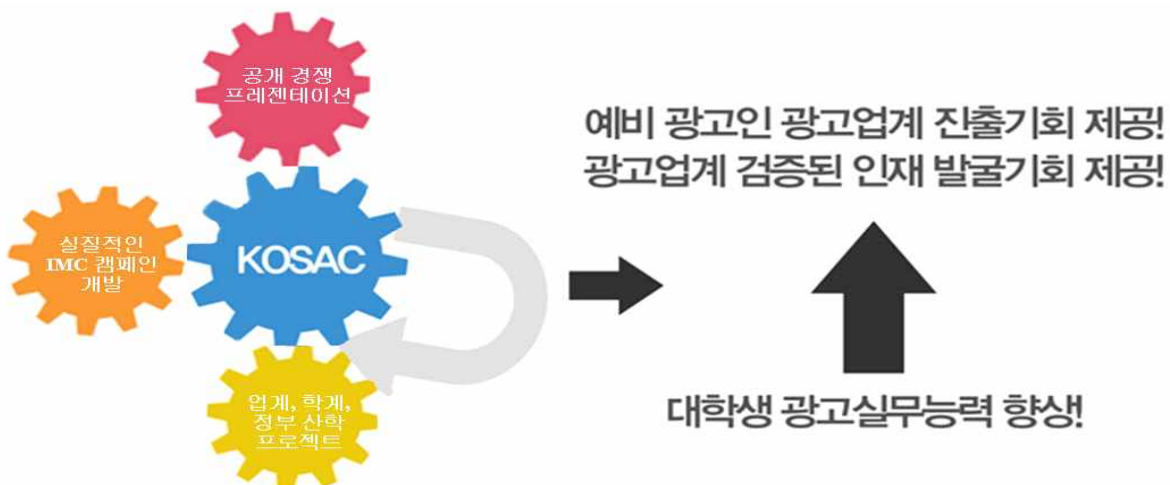 공개 경쟁
프레젠테이션
예비 광고인 광고업계 진출기회 제공!
광고업계 검증된 인재 발굴기회 제공!
실질적인
IMC 캠페인
개발
KOSAC
업계, 학계,
정부 산학
프로젝트
대학생 광고실무능력 향상!